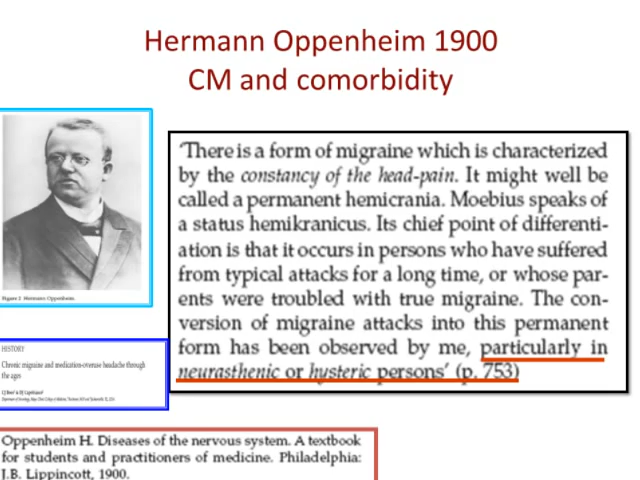 Hermann Oppenheim 1900
CM and comorbidity
Figure 2 Hermann Oppenheim.
'There is a form of migraine which is characterized
by the constancy of the head-pain. It might well be
called a permanent hemicrania. Moebius speaks of
a status hemikranicus. Its chief point of differenti-
ation is that it occurs in persons who have suffered
from typical attacks for a long time, or whose par-
ents were troubled with true migraine. The con-
version of migraine attacks into this permanent
form has been observed by me, particularly in
neurasthenic or hysteric persons' (p. 753)
HISTORY
Chronic migraine and medication-overuse headache through
the ages
Oppenheim H. Diseases of the nervous system. A textbook
for students and practitioners of medicine. Philadelphia:
J.B. Lippincott, 1900.